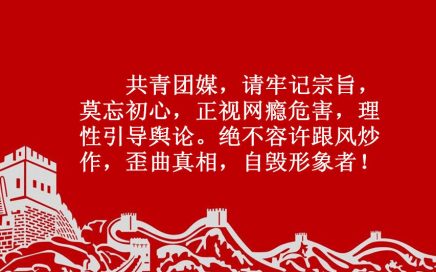 共青团媒，请牢记宗旨，
莫忘初心，正视网瘾危害，理
性引导舆论。绝不容许跟风炒
作，歪曲真相，自毁形象者！